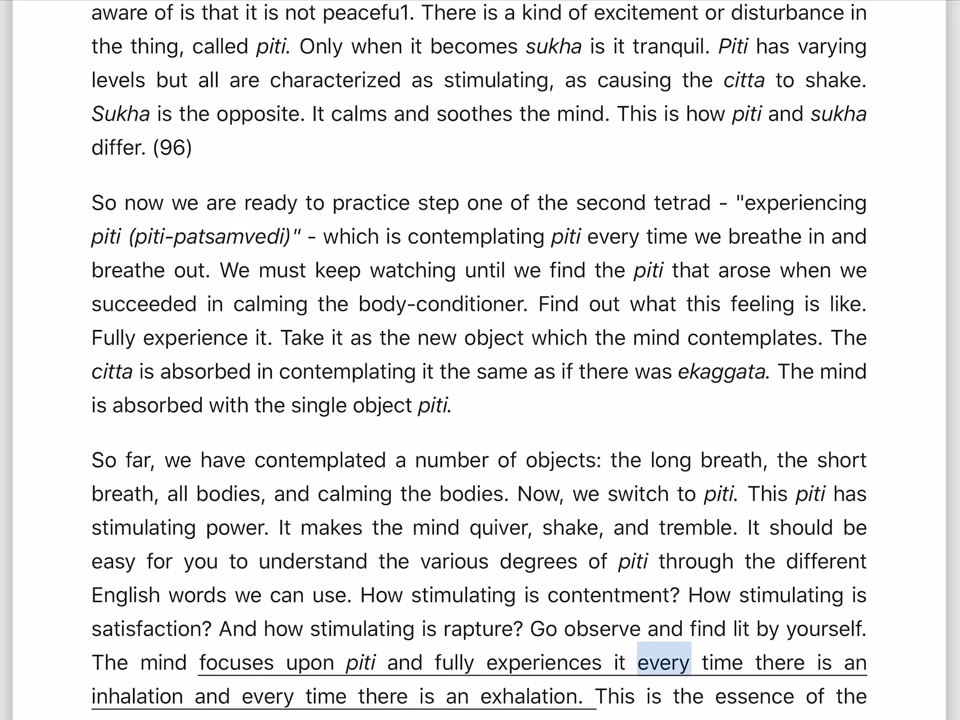 aware of is that it is not peacefu1. There is a kind of excitement or disturbance in
the thing, called piti. Only when it becomes sukha is it tranquil. Piti has varying
levels but all are characterized as stimulating, as causing the citta to shake.
Sukha is the opposite. It calms and soothes the mind. This is how piti and sukha
differ. (96)
So now we are ready to practice step one of the second tetrad - "experiencing
piti (piti-patsamvedi)" - which is contemplating piti every time we breathe in and
breathe out. We must keep watching until we find the piti that arose when we
succeeded in calming the body-conditioner. Find out what this feeling is like.
Fully experience it. Take it as the new object which the mind contemplates. The
citta is absorbed in contemplating it the same as if there was ekaggata. The mind
is absorbed with the single object piti.
So far, we have contemplated a number of objects: the long breath, the short
breath, all bodies, and calming the bodies. Now, we switch to piti. This piti has
stimulating power. It makes the mind quiver, shake, and tremble. It should be
easy for you to understand the various degrees of piti through the different
English words we can use. How stimulating is contentment? How stimulating is
satisfaction? And how stimulating is rapture? Go observe and find lit by yourself.
The mind focuses upon piti and fully experiences it every time there is an
inhalation and every time there is an exhalation. This is the essence of the